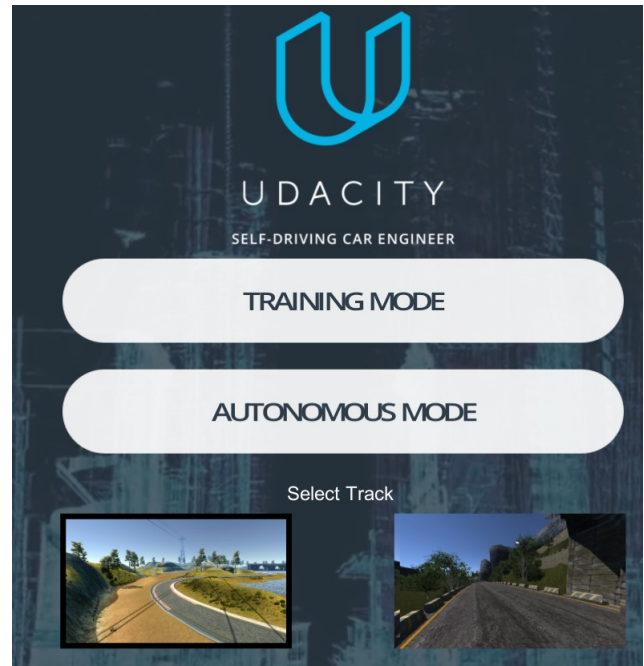 UDACITY
SELF-DRIVING CAR ENGINEER
TRAINING MODE
AUTONOMOUS MODE
Select Track